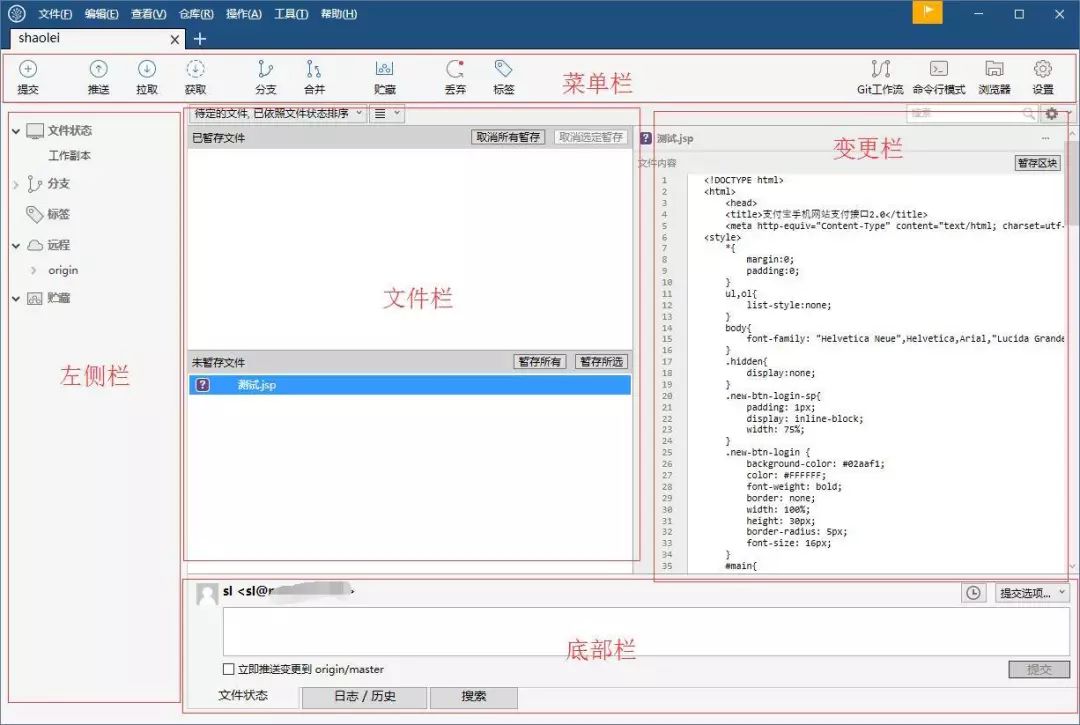 文件(F) 编辑(E) 查看(V) 仓库(R) 操作(A) 工具(T) 帮助(H)
shaolei
提交 推送 拉取 获取 分支 合并 贮藏 丢弃 标签 菜单栏 Git工作流 命令行模式 浏览器 设置
文件状态
工作副本
分支
标签
远程
origin
贮藏
左侧栏
待定的文件, 已依照文件状态排序
已暂存文件 取消所有暂存 取消选定暂存
文件栏
未暂存文件 暂存所有 暂存所选
测试.jsp
搜索
测试.jsp
变更栏
文件内容 暂存区块
1 <!DOCTYPE html>
2 <html>
3 <head>
4 <title>支付宝手机网站支付接口2.0</title>
5 <meta http-equiv="Content-Type" content="text/html; charset=utf-
6 <style>
7 *{
8 margin:0;
9 padding:0;
10 }
11 ul,ol{
12 list-style:none;
13 }
14 body{
15 font-family: "Helvetica Neue",Helvetica,Arial,"Lucida Grande
16 }
17 .hidden{
18 display:none;
19 }
20 .new-btn-login-sp{
21 padding: 1px;
22 display: inline-block;
23 width: 75%;
24 }
25 .new-btn-login {
26 background-color: #02aaf1;
27 color: #FFFFFF;
28 font-weight: bold;
29 border: none;
30 width: 100%;
31 height: 30px;
32 border-radius: 5px;
33 font-size: 16px;
34 }
35 #main{
sl <sl@
提交选项...
底部栏
立即推送变更到 origin/master
提交
文件状态 日志 / 历史 搜索